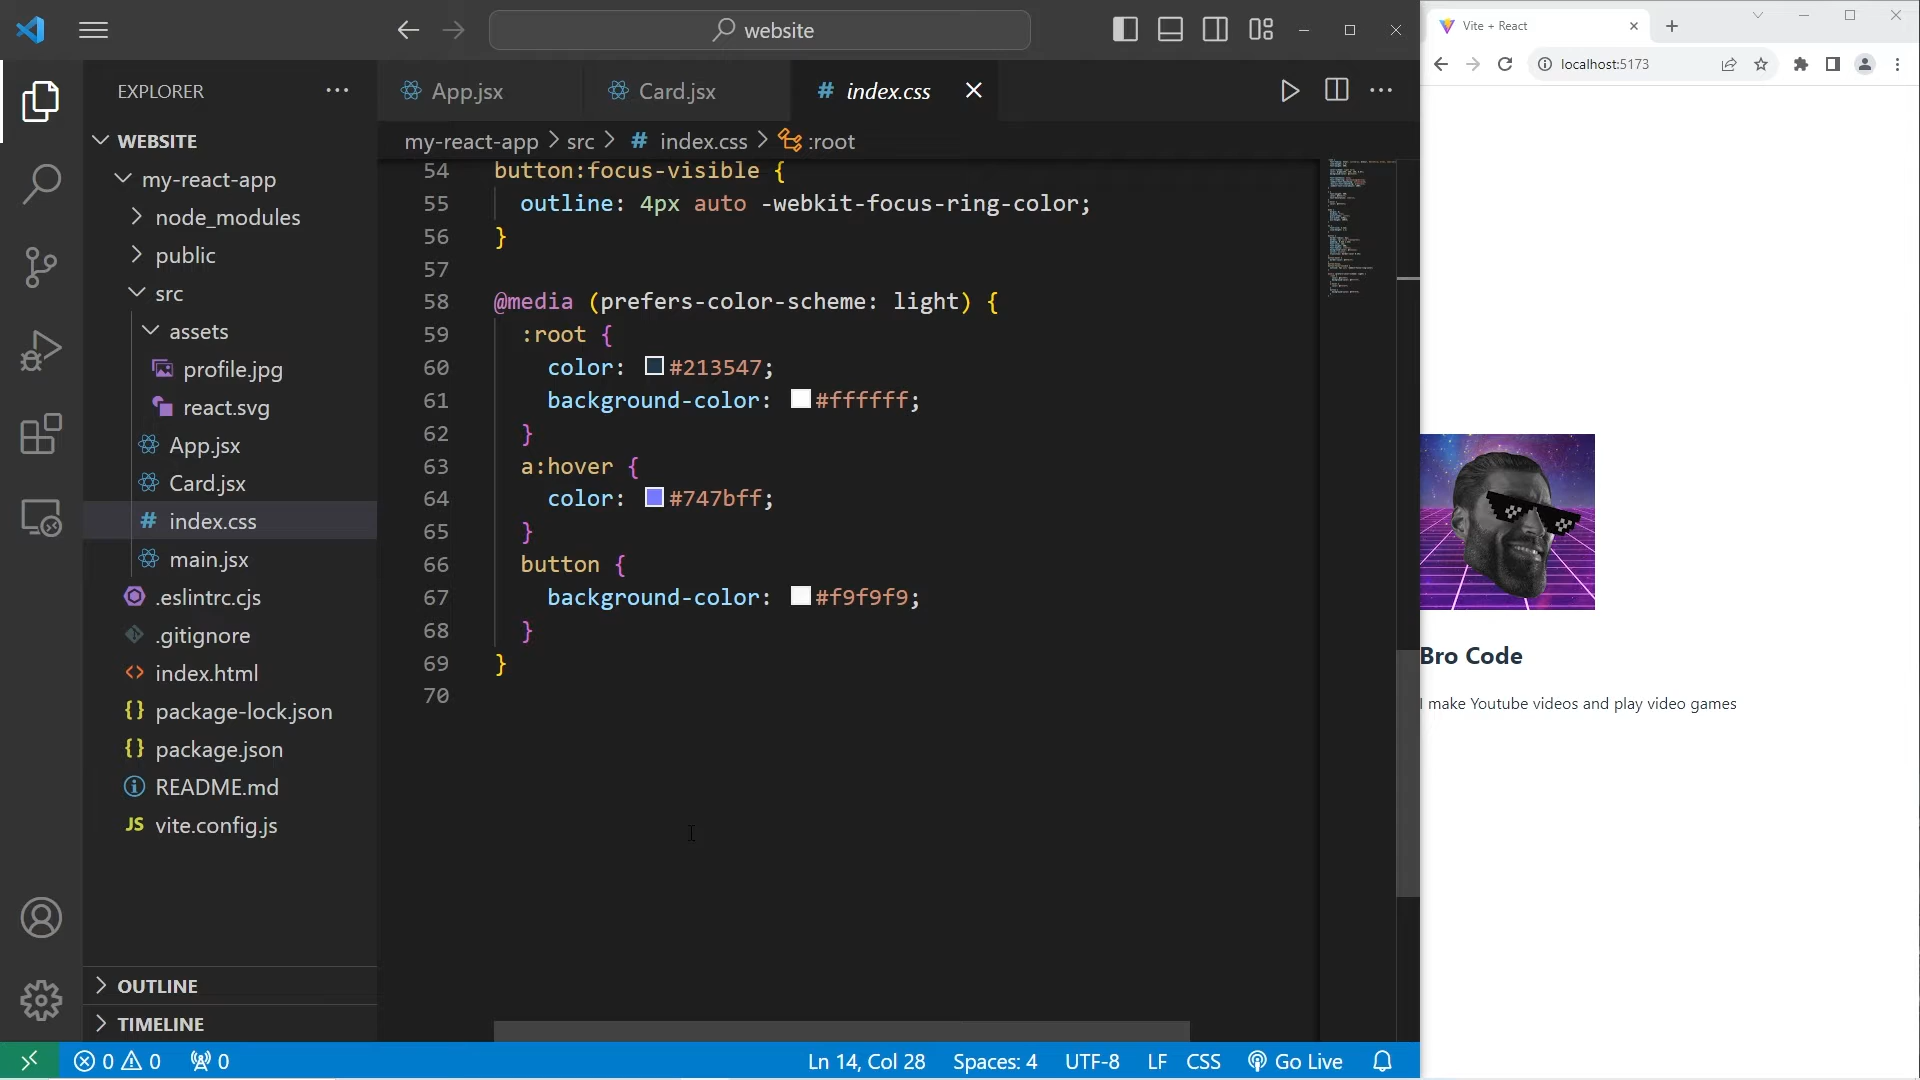 website
Vite + React
localhost:5173
EXPLORER
App.jsx
Card.jsx
# index.css
WEBSITE
my-react-app
node_modules
public
src
assets
profile.jpg
react.svg
App.jsx
Card.jsx
# index.css
main.jsx
.eslintrc.cjs
.gitignore
<> index.html
{} package-lock.json
{} package.json
README.md
JS vite.config.js
OUTLINE
TIMELINE
my-react-app > src > # index.css > :root
54 button:focus-visible {
55 outline: 4px auto -webkit-focus-ring-color;
56 }
57
58 @media (prefers-color-scheme: light) {
59 :root {
60 color: #213547;
61 background-color: #ffffff;
62 }
63 a:hover {
64 color: #747bff;
65 }
66 button {
67 background-color: #f9f9f9;
68 }
69 }
70
Bro Code
I make Youtube videos and play video games
0 0 0
Ln 14, Col 28 Spaces: 4 UTF-8 LF CSS Go Live